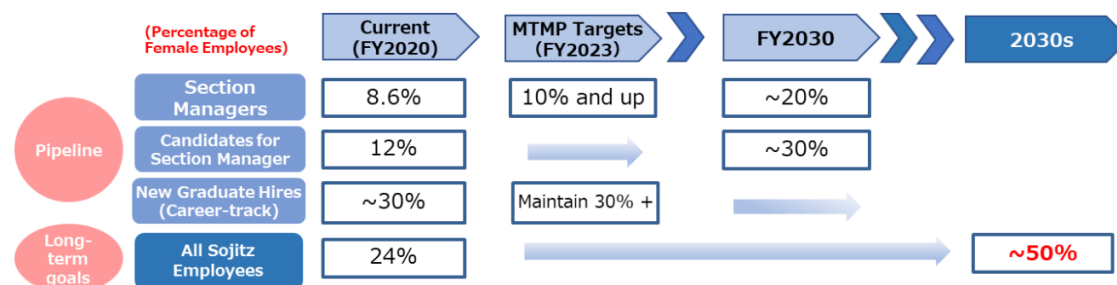 (Percentage of
Female Employees)
Current
(FY2020)
MTMP Targets
(FY2023)
FY2030
2030s
Pipeline
Section
Managers
8.6%
10% and up
~20%
Candidates for
Section Manager
12%
~30%
New Graduate Hires
(Career-track)
~30%
Maintain 30% +
Long-
term
goals
All Sojitz
Employees
24%
~50%